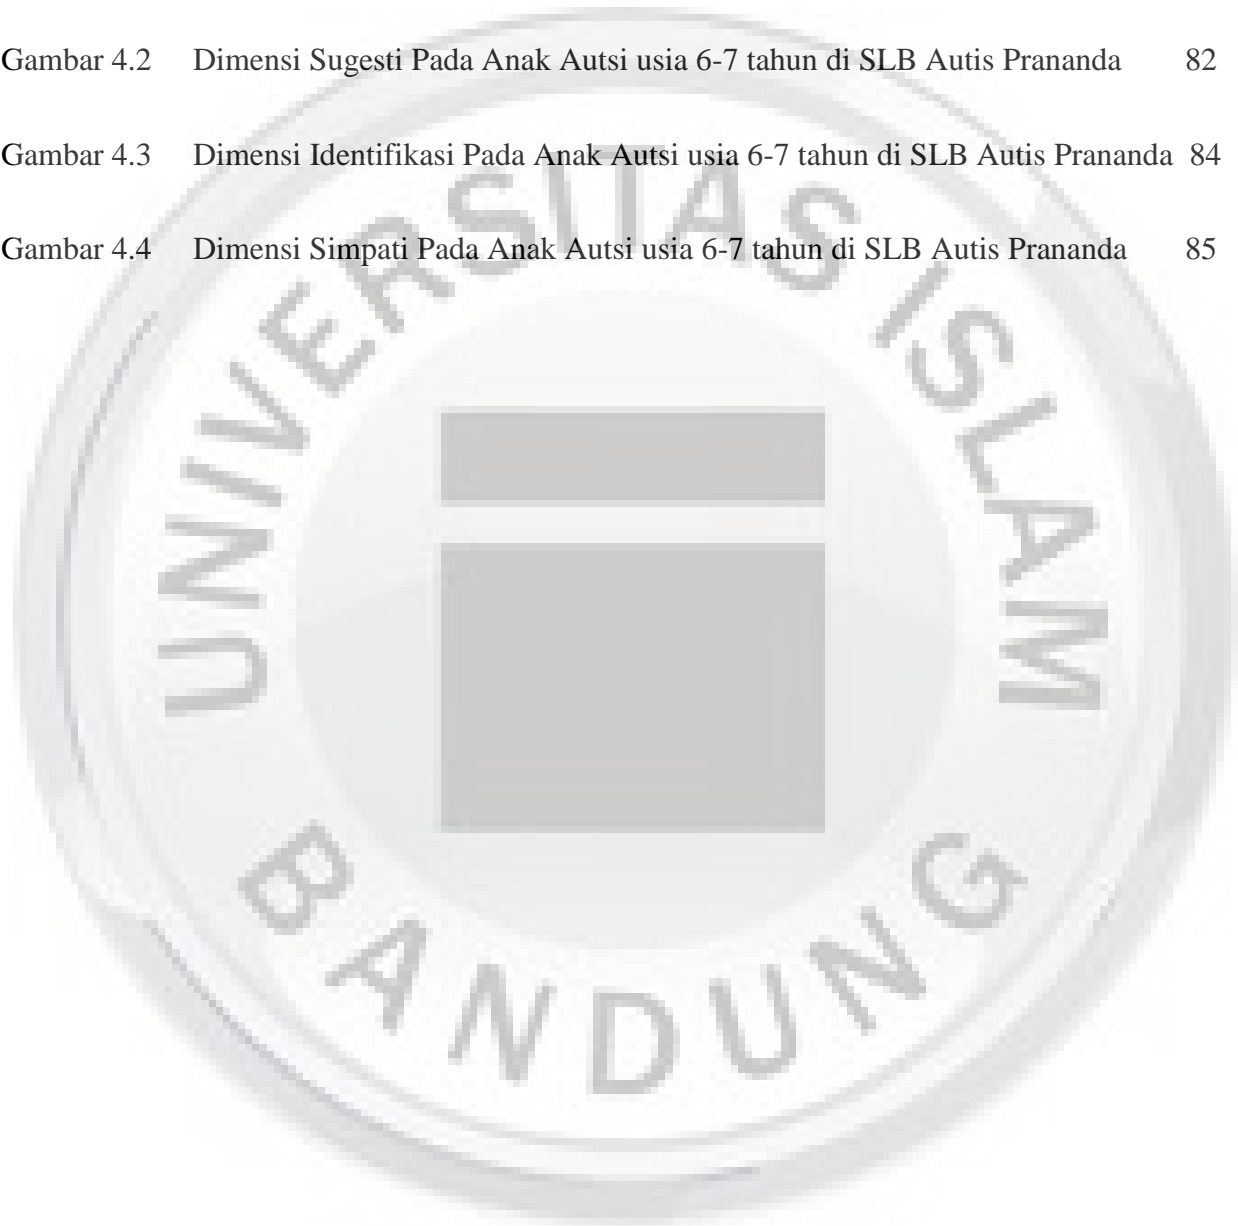 Gambar 4.2 Dimensi Sugesti Pada Anak Autsi usia 6-7 tahun di SLB Autis Prananda 82
Gambar 4.3 Dimensi Identifikasi Pada Anak Autsi usia 6-7 tahun di SLB Autis Prananda 84
Gambar 4.4 Dimensi Simpati Pada Anak Autsi usia 6-7 tahun di SLB Autis Prananda 85
UNIVERSITAS ISLAM
BANDUNG